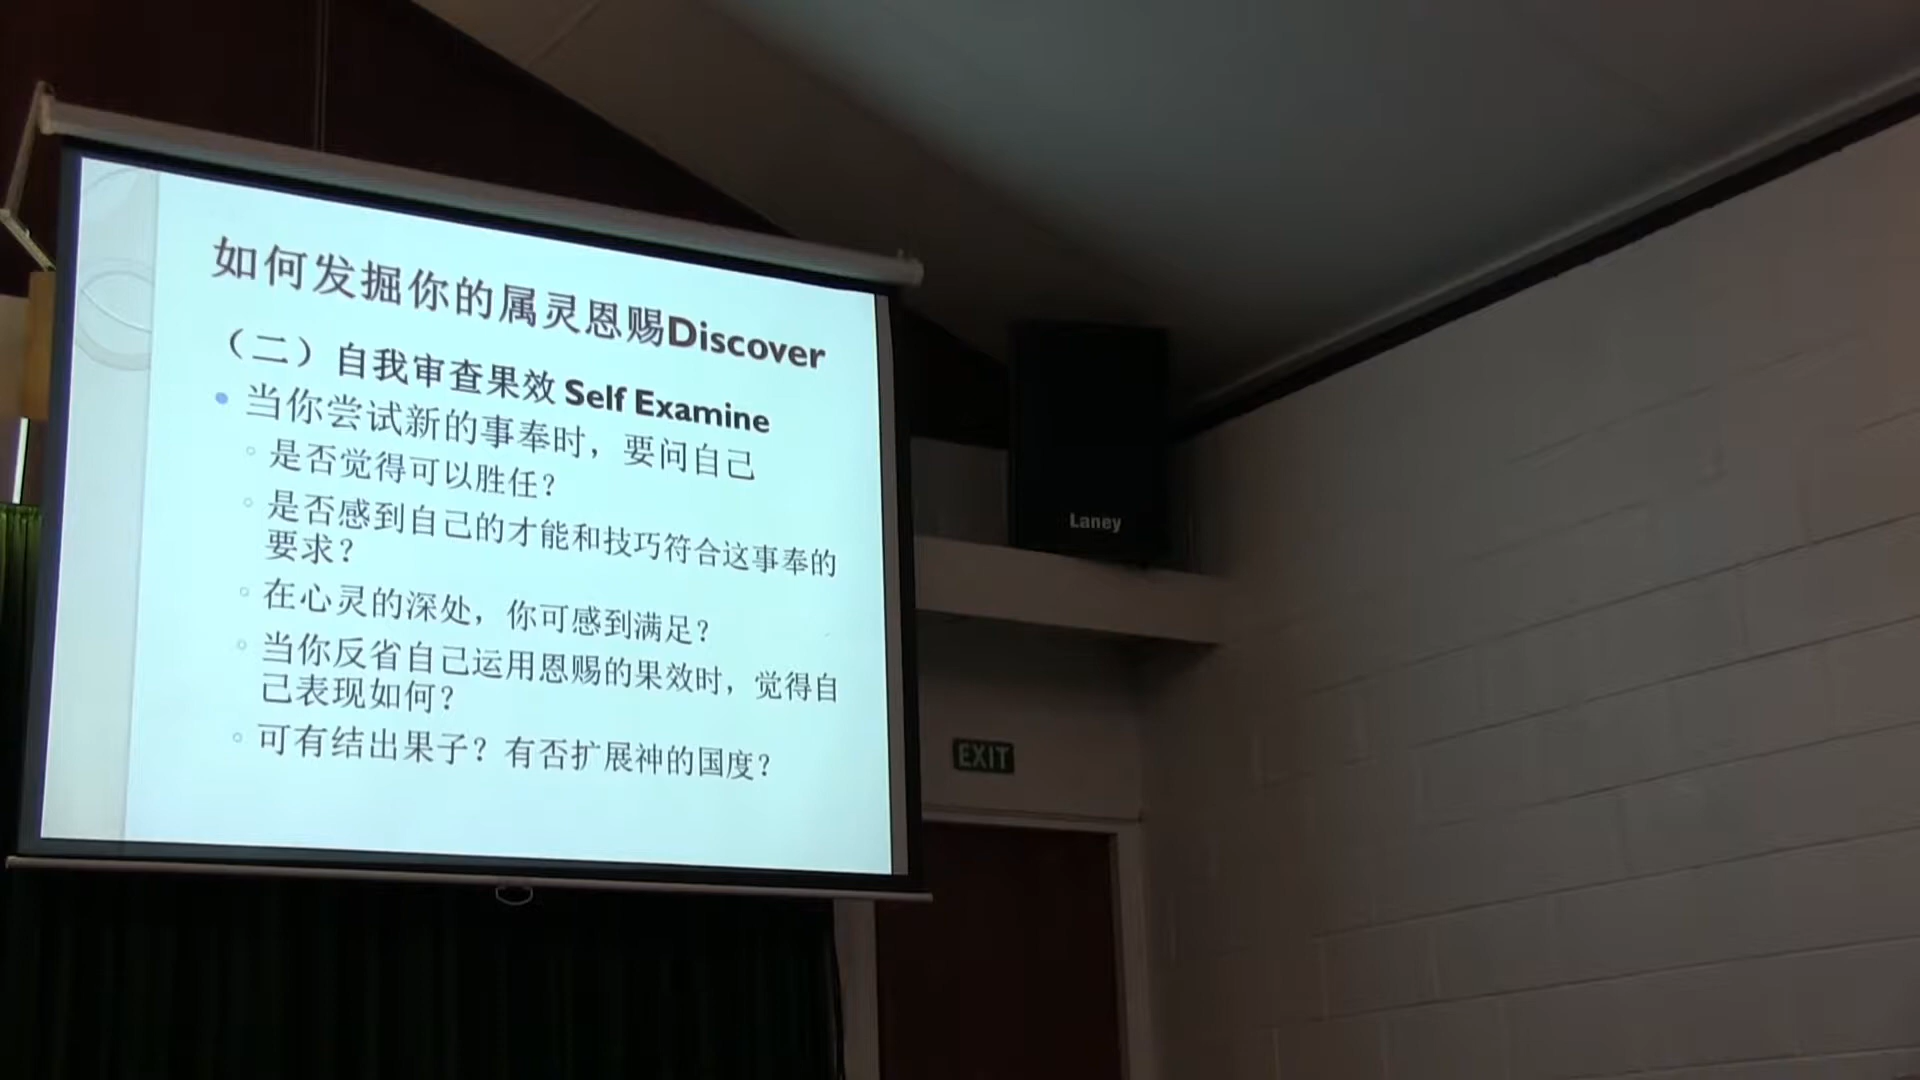 如何发掘你的属灵恩赐Discover
（二）自我审查果效 Self Examine
当你尝试新的事奉时，要问自己
是否觉得可以胜任？
是否感到自己的才能和技巧符合这事奉的
要求？
在心灵的深处，你可感到满足？
当你反省自己运用恩赐的果效时，觉得自
己表现如何？
可有结出果子？有否扩展神的国度？
Laney
EXIT